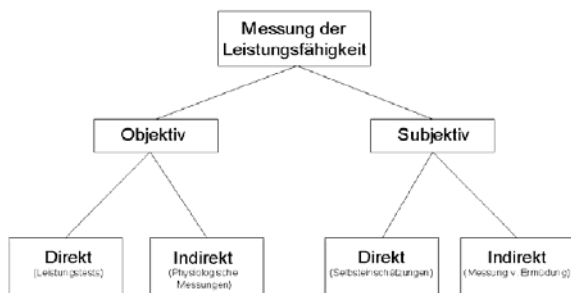 Messung der
Leistungsfähigkeit
Objektiv
Subjektiv
Direkt
(Leistungstests)
Indirekt
(Physiologische
Messungen)
Direkt
(Selbsteinschätzungen)
Indirekt
(Messung v. Ermüdung)